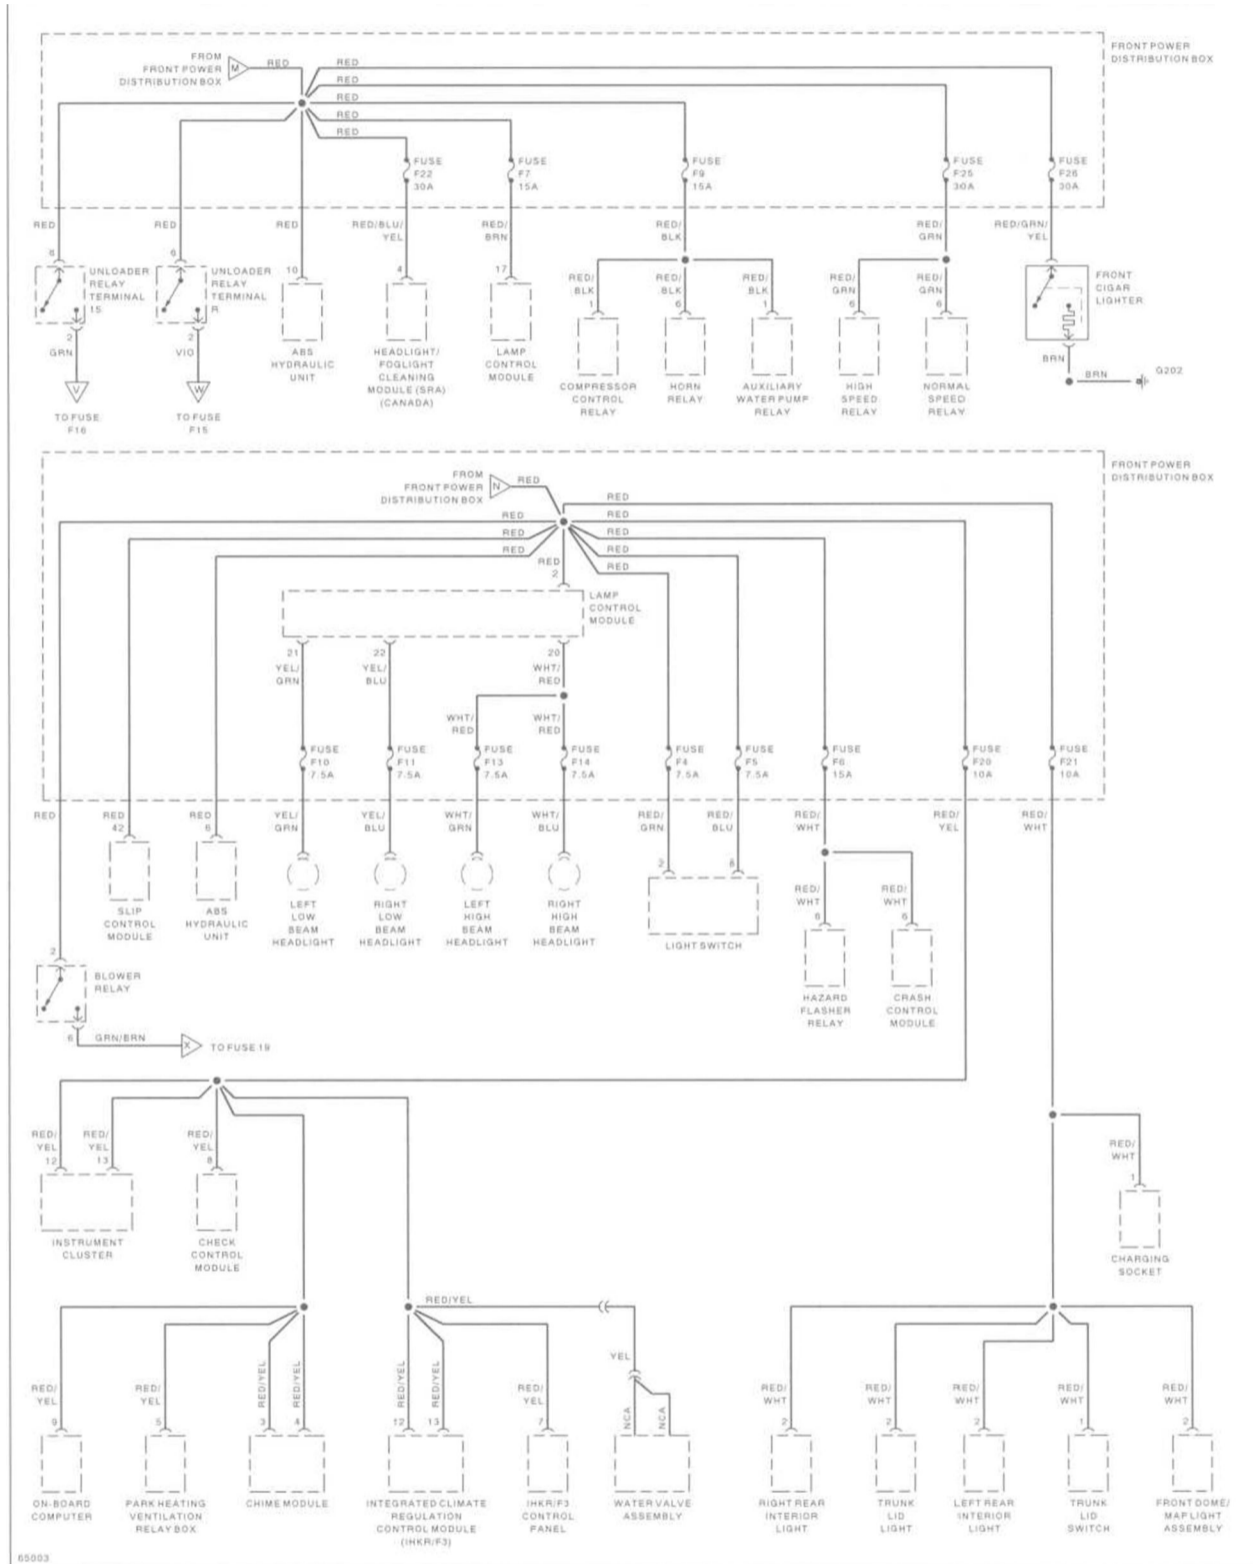 FRONT POWER
DISTRIBUTION BOX
FROM
FRONT POWER
DISTRIBUTION BOX
M
RED
RED
RED
RED
RED
RED
FUSE
F22
30A
FUSE
F7
15A
FUSE
F9
15A
FUSE
F25
30A
FUSE
F26
30A
RED
RED
RED
RED/BLU/
YEL
RED/
BRN
RED/
BLK
RED/
GRN
RED/GRN/
YEL
6
UNLOADER
RELAY
TERMINAL
15
6
UNLOADER
RELAY
TERMINAL
R
10
4
17
RED/
BLK
1
RED/
BLK
6
RED/
BLK
1
RED/
GRN
6
RED/
GRN
6
FRONT
CIGAR
LIGHTER
2
GRN
2
VIO
ABS
HYDRAULIC
UNIT
HEADLIGHT/
FOGLIGHT
CLEANING
MODULE (SRA)
(CANADA)
LAMP
CONTROL
MODULE
COMPRESSOR
CONTROL
RELAY
HORN
RELAY
AUXILIARY
WATER PUMP
RELAY
HIGH
SPEED
RELAY
NORMAL
SPEED
RELAY
BRN
BRN
G202
V
W
TO FUSE
F16
TO FUSE
F15
FRONT POWER
DISTRIBUTION BOX
FROM
FRONT POWER
DISTRIBUTION BOX
N
RED
RED
RED
RED
RED
RED
RED
RED
RED
RED
2
LAMP
CONTROL
MODULE
21
YEL/
GRN
22
YEL/
BLU
20
WHT/
RED
WHT/
RED
WHT/
RED
FUSE
F10
7.5A
FUSE
F11
7.5A
FUSE
F13
7.5A
FUSE
F14
7.5A
FUSE
F4
7.5A
FUSE
F5
7.5A
FUSE
F6
15A
FUSE
F20
10A
FUSE
F21
10A
RED
RED
42
RED
6
YEL/
GRN
YEL/
BLU
WHT/
GRN
WHT/
BLU
RED/
GRN
RED/
BLU
RED/
WHT
RED/
YEL
RED/
WHT
2
8
SLIP
CONTROL
MODULE
ABS
HYDRAULIC
UNIT
LEFT
LOW
BEAM
HEADLIGHT
RIGHT
LOW
BEAM
HEADLIGHT
LEFT
HIGH
BEAM
HEADLIGHT
RIGHT
HIGH
BEAM
HEADLIGHT
LIGHT SWITCH
RED/
WHT
6
RED/
WHT
6
HAZARD
FLASHER
RELAY
CRASH
CONTROL
MODULE
2
BLOWER
RELAY
6
GRN/BRN
X
TO FUSE 19
RED/
YEL
12
RED/
YEL
13
RED/
YEL
8
INSTRUMENT
CLUSTER
CHECK
CONTROL
MODULE
RED/
WHT
1
CHARGING
SOCKET
RED/YEL
YEL
RED/
YEL
9
RED/
YEL
5
RED/YEL
3
RED/YEL
4
RED/YEL
12
RED/YEL
13
RED/
YEL
7
NCA
NCA
RED/
WHT
2
RED/
WHT
2
RED/
WHT
2
RED/
WHT
1
RED/
WHT
2
ON-BOARD
COMPUTER
PARK HEATING
VENTILATION
RELAY BOX
CHIME MODULE
INTEGRATED CLIMATE
REGULATION
CONTROL MODULE
(IHKR/F3)
IHKR/F3
CONTROL
PANEL
WATER VALVE
ASSEMBLY
RIGHT REAR
INTERIOR
LIGHT
TRUNK
LID
LIGHT
LEFT REAR
INTERIOR
LIGHT
TRUNK
LID
SWITCH
FRONT DOME/
MAP LIGHT
ASSEMBLY
65003